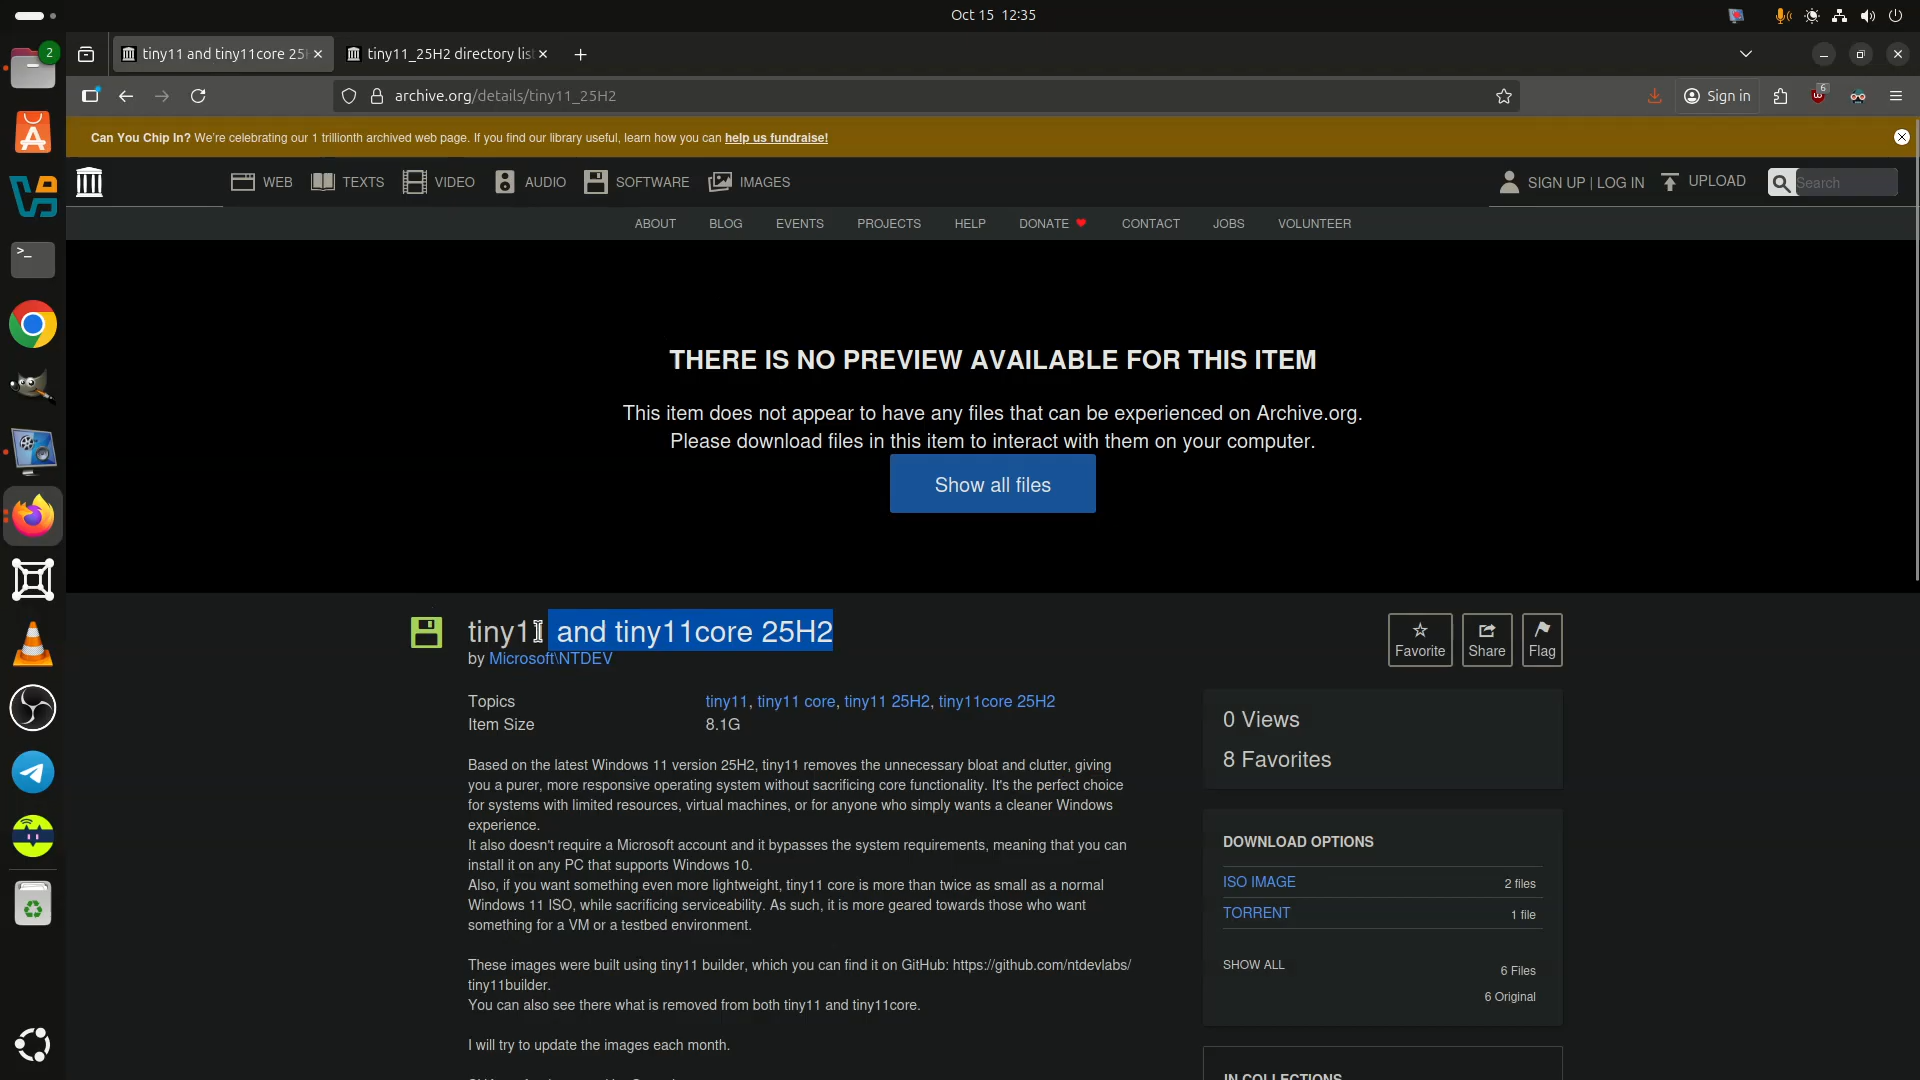 Oct 15 12:35
2
tiny11 and tiny11core 25
tiny11_25H2 directory lis
archive.org/details/tiny11_25H2
Sign in
6
Can You Chip In? We're celebrating our 1 trillionth archived web page. If you find our library useful, learn how you can help us fundraise!
WEB
TEXTS
VIDEO
AUDIO
SOFTWARE
IMAGES
SIGN UP | LOG IN
UPLOAD
Search
ABOUT
BLOG
EVENTS
PROJECTS
HELP
DONATE
CONTACT
JOBS
VOLUNTEER
THERE IS NO PREVIEW AVAILABLE FOR THIS ITEM
This item does not appear to have any files that can be experienced on Archive.org.
Please download files in this item to interact with them on your computer.
Show all files
tiny11 and tiny11core 25H2
by Microsoft\NTDEV
Favorite
Share
Flag
Topics tiny11, tiny11 core, tiny11 25H2, tiny11core 25H2
Item Size 8.1G
Based on the latest Windows 11 version 25H2, tiny11 removes the unnecessary bloat and clutter, giving
you a purer, more responsive operating system without sacrificing core functionality. It's the perfect choice
for systems with limited resources, virtual machines, or for anyone who simply wants a cleaner Windows
experience.
It also doesn't require a Microsoft account and it bypasses the system requirements, meaning that you can
install it on any PC that supports Windows 10.
Also, if you want something even more lightweight, tiny11 core is more than twice as small as a normal
Windows 11 ISO, while sacrificing serviceability. As such, it is more geared towards those who want
something for a VM or a testbed environment.
These images were built using tiny11 builder, which you can find it on GitHub: https://github.com/ntdevlabs/
tiny11builder.
You can also see there what is removed from both tiny11 and tiny11core.
I will try to update the images each month.
0 Views
8 Favorites
DOWNLOAD OPTIONS
ISO IMAGE 2 files
TORRENT 1 file
SHOW ALL 6 Files
6 Original
IN COLLECTIONS